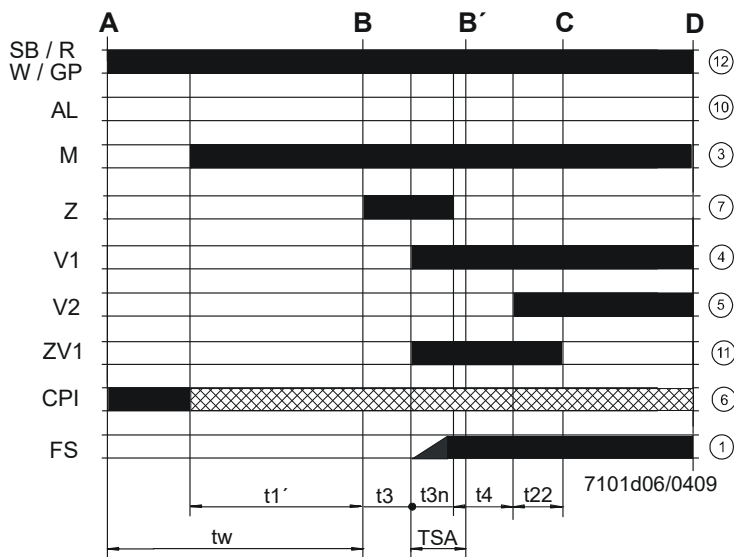 A B B´ C D
SB / R
W / GP 12
AL 10
M 3
Z 7
V1 4
V2 5
ZV1 11
CPI 6
FS 1
7101d06/0409
t1´ t3 t3n t4 t22
tw TSA